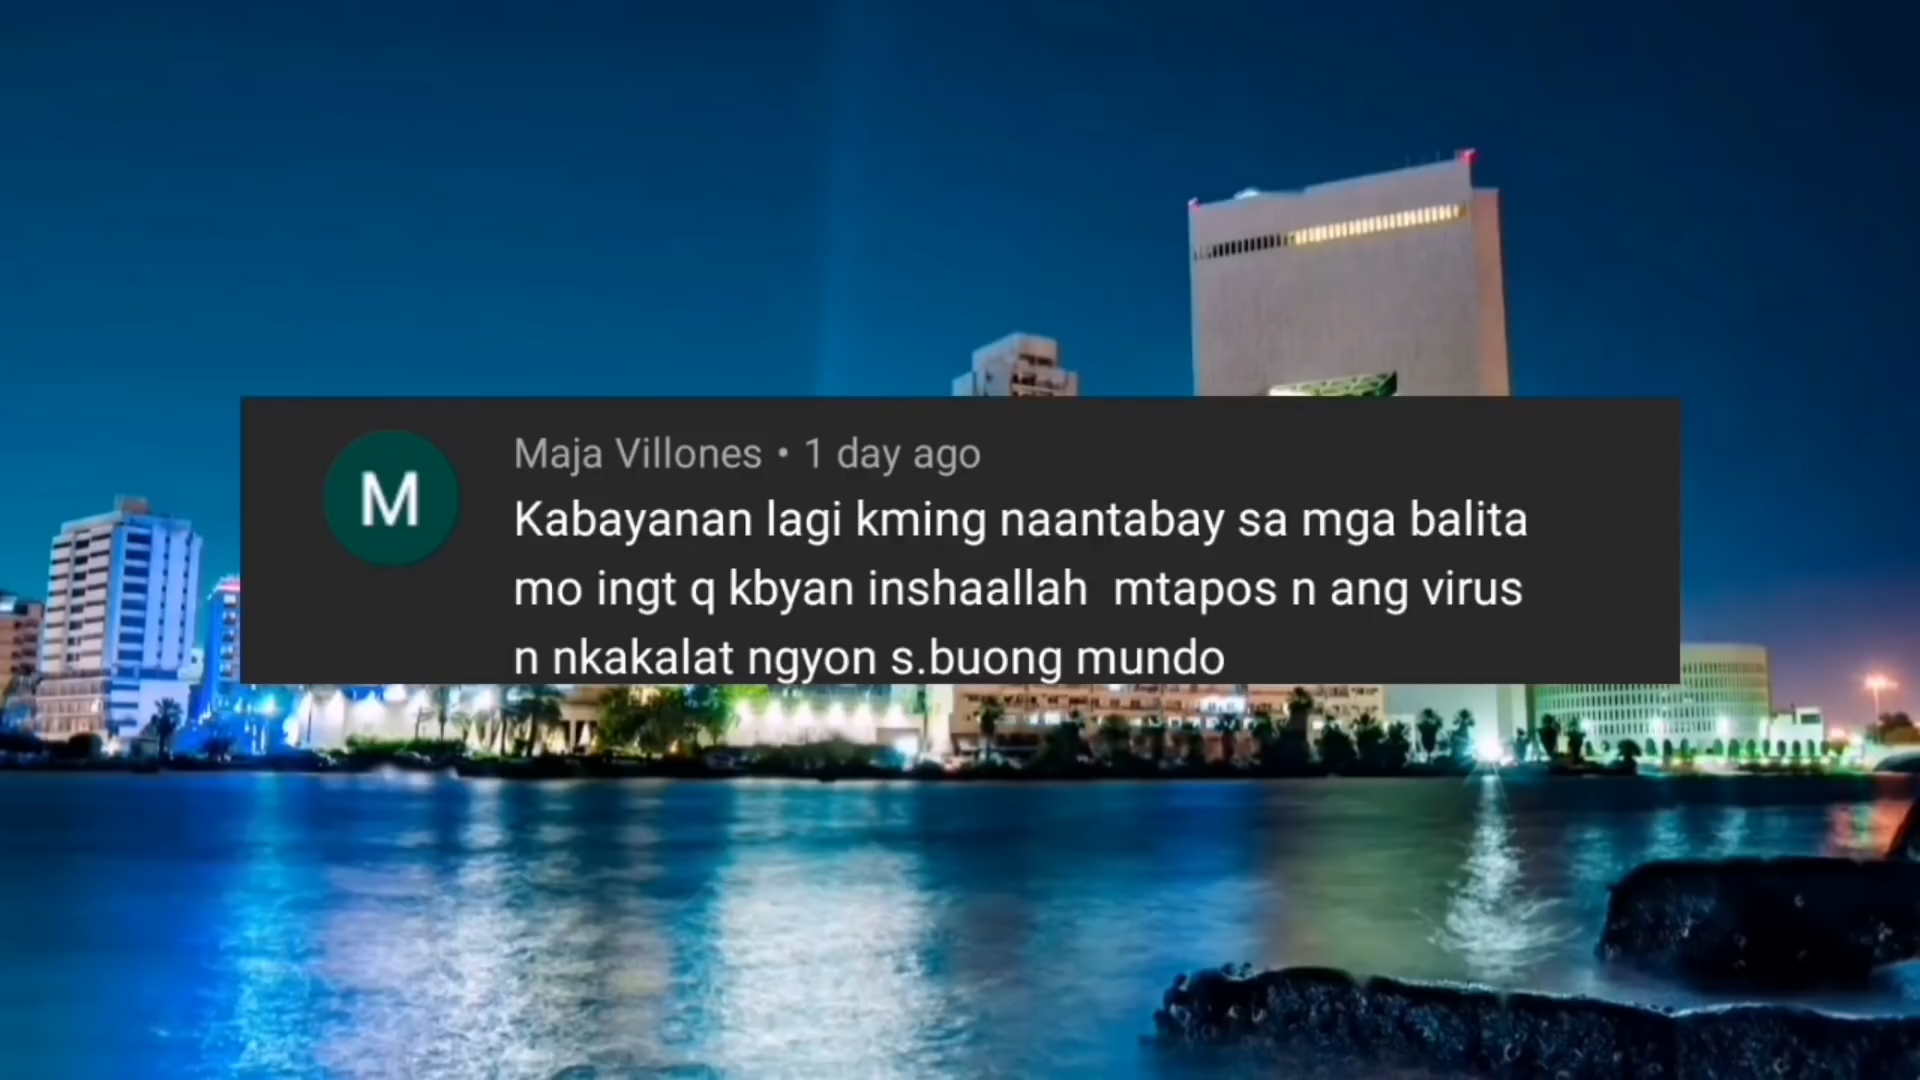 M
Maja Villones • 1 day ago
Kabayanan lagi kming naantabay sa mga balita
mo ingt q kbyan inshaallah  mtapos n ang virus
n nkakalat ngyon s.buong mundo